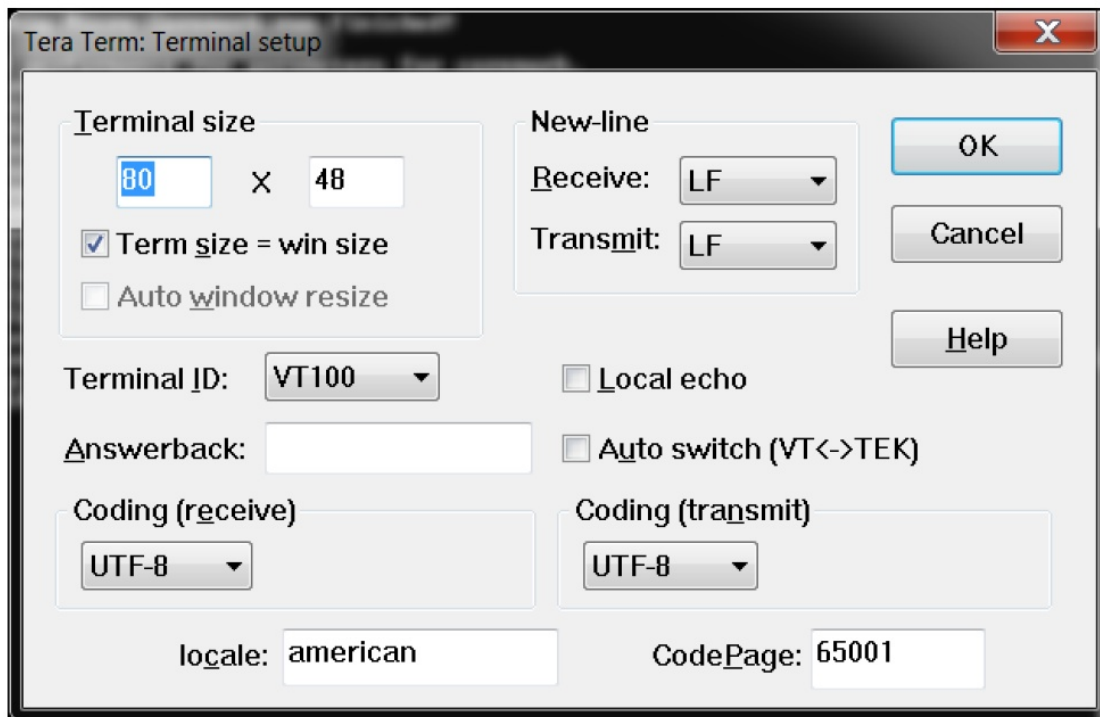 Finished?
Tera Term: Terminal setup
X
Terminal size
80 X 48
Term size = win size
Auto window resize
New-line
Receive: LF
Transmit: LF
OK
Cancel
Help
Terminal ID: VT100
Local echo
Answerback:
Auto switch (VT<->TEK)
Coding (receive)
UTF-8
Coding (transmit)
UTF-8
locale: american
CodePage: 65001